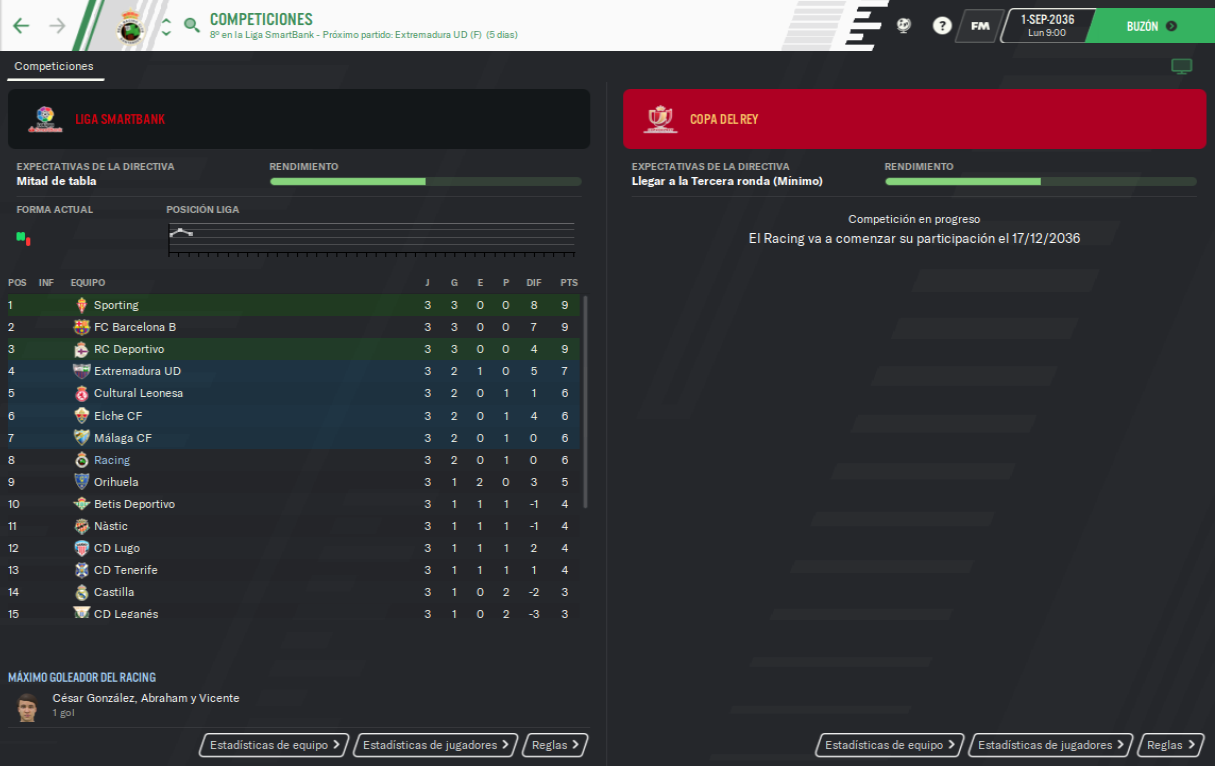 COMPETICIONES
8º en la Liga SmartBank - Próximo partido: Extremadura UD (F) (5 días)
?
FM
1-SEP-2036
Lun 9:00
BUZÓN
Competiciones
LIGA SMARTBANK
EXPECTATIVAS DE LA DIRECTIVA RENDIMIENTO
Mitad de tabla
FORMA ACTUAL POSICIÓN LIGA
POS INF EQUIPO J G E P DIF PTS
1 Sporting 3 3 0 0 8 9
2 FC Barcelona B 3 3 0 0 7 9
3 RC Deportivo 3 3 0 0 4 9
4 Extremadura UD 3 2 1 0 5 7
5 Cultural Leonesa 3 2 0 1 1 6
6 Elche CF 3 2 0 1 4 6
7 Málaga CF 3 2 0 1 0 6
8 Racing 3 2 0 1 0 6
9 Orihuela 3 1 2 0 3 5
10 Betis Deportivo 3 1 1 1 -1 4
11 Nàstic 3 1 1 1 -1 4
12 CD Lugo 3 1 1 1 2 4
13 CD Tenerife 3 1 1 1 1 4
14 Castilla 3 1 0 2 -2 3
15 CD Leganés 3 1 0 2 -3 3
MÁXIMO GOLEADOR DEL RACING
César González, Abraham y Vicente
1 gol
Estadísticas de equipo Estadísticas de jugadores Reglas
COPA DEL REY
EXPECTATIVAS DE LA DIRECTIVA RENDIMIENTO
Llegar a la Tercera ronda (Mínimo)
Competición en progreso
El Racing va a comenzar su participación el 17/12/2036
Estadísticas de equipo Estadísticas de jugadores Reglas